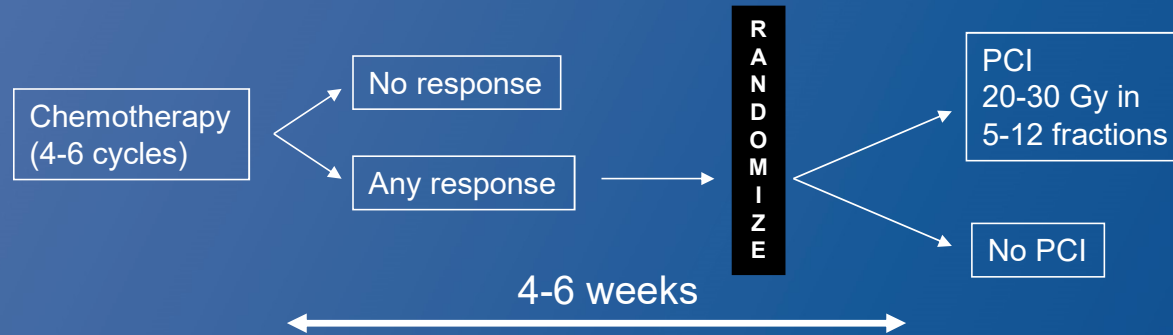 Chemotherapy
(4-6 cycles)
No response
Any response
RANDOMIZE
PCI
20-30 Gy in
5-12 fractions
No PCI
4-6 weeks